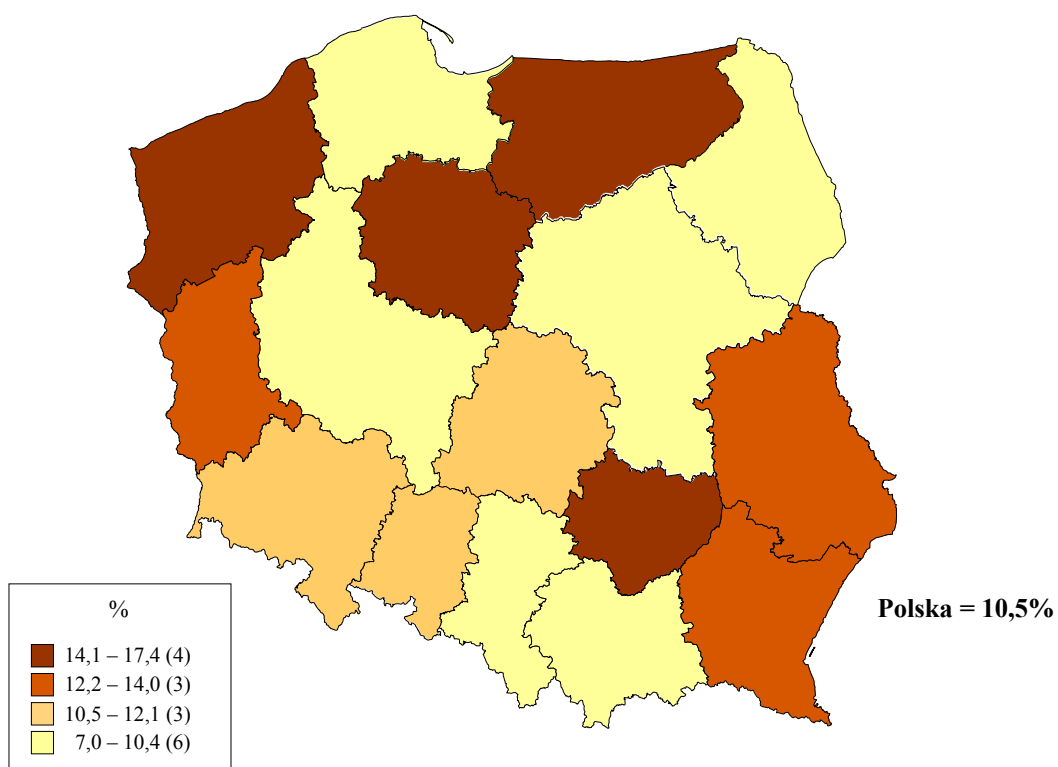 Polska = 10,5%
%
14,1 – 17,4 (4)
12,2 – 14,0 (3)
10,5 – 12,1 (3)
7,0 – 10,4 (6)